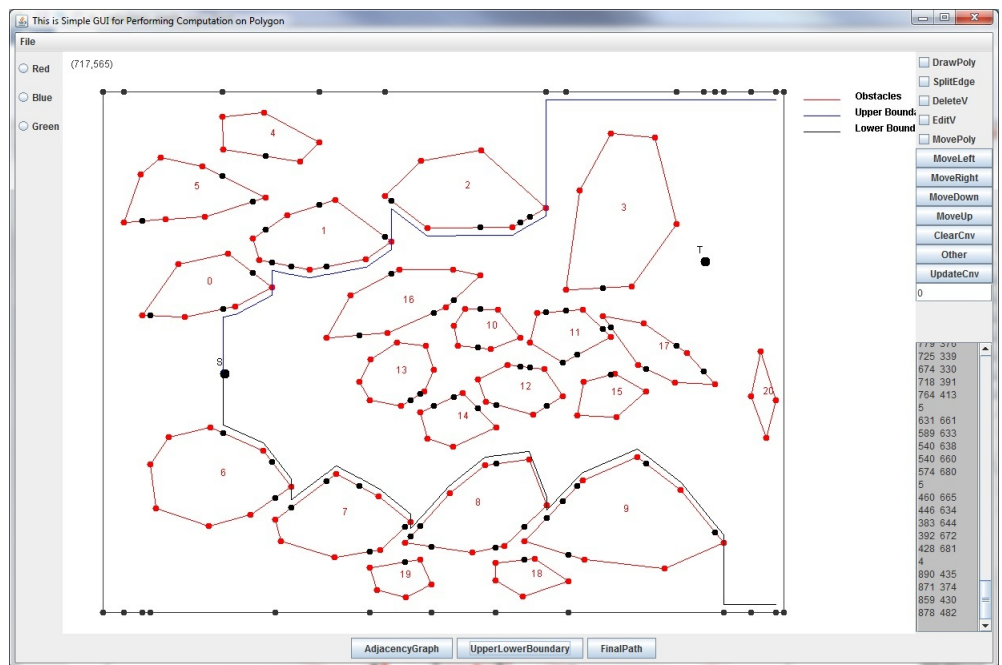 This is Simple GUI for Performing Computation on Polygon
File
Red
Blue
Green
(717,565)
Obstacles
Upper Bounda
Lower Bound
DrawPoly
SplitEdge
DeleteV
EditV
MovePoly
MoveLeft
MoveRight
MoveDown
MoveUp
ClearCnv
Other
UpdateCnv
0
4
5
2
1
3
T
0
16
10
11
17
S
13
12
15
20
14
6
7
8
9
19
18
779 376
725 339
674 330
718 391
764 413
5
631 661
589 633
540 638
540 660
574 680
5
460 665
446 634
383 644
392 672
428 681
4
890 435
871 374
859 430
878 482
AdjacencyGraph
UpperLowerBoundary
FinalPath